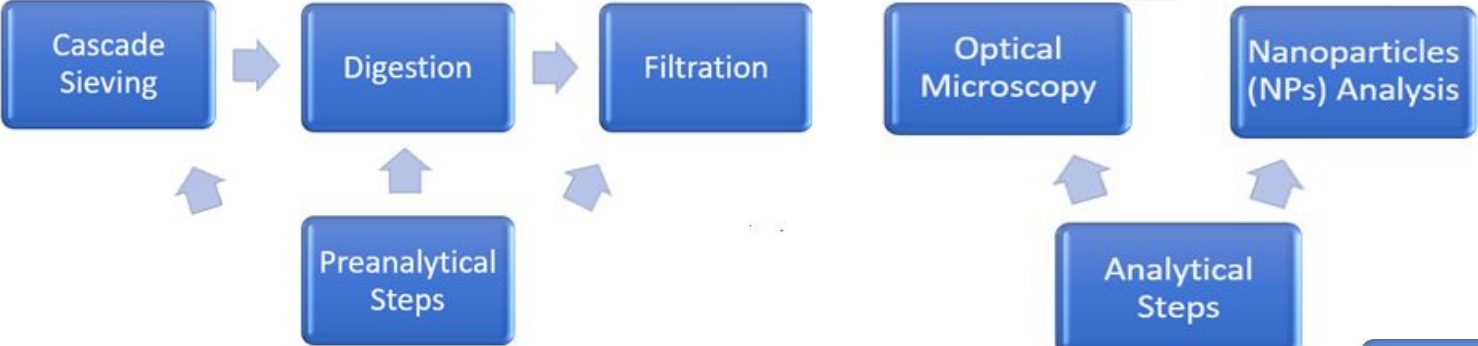 Cascade
Sieving
Digestion
Filtration
Optical
Microscopy
Nanoparticles
(NPs) Analysis
Preanalytical
Steps
Analytical
Steps